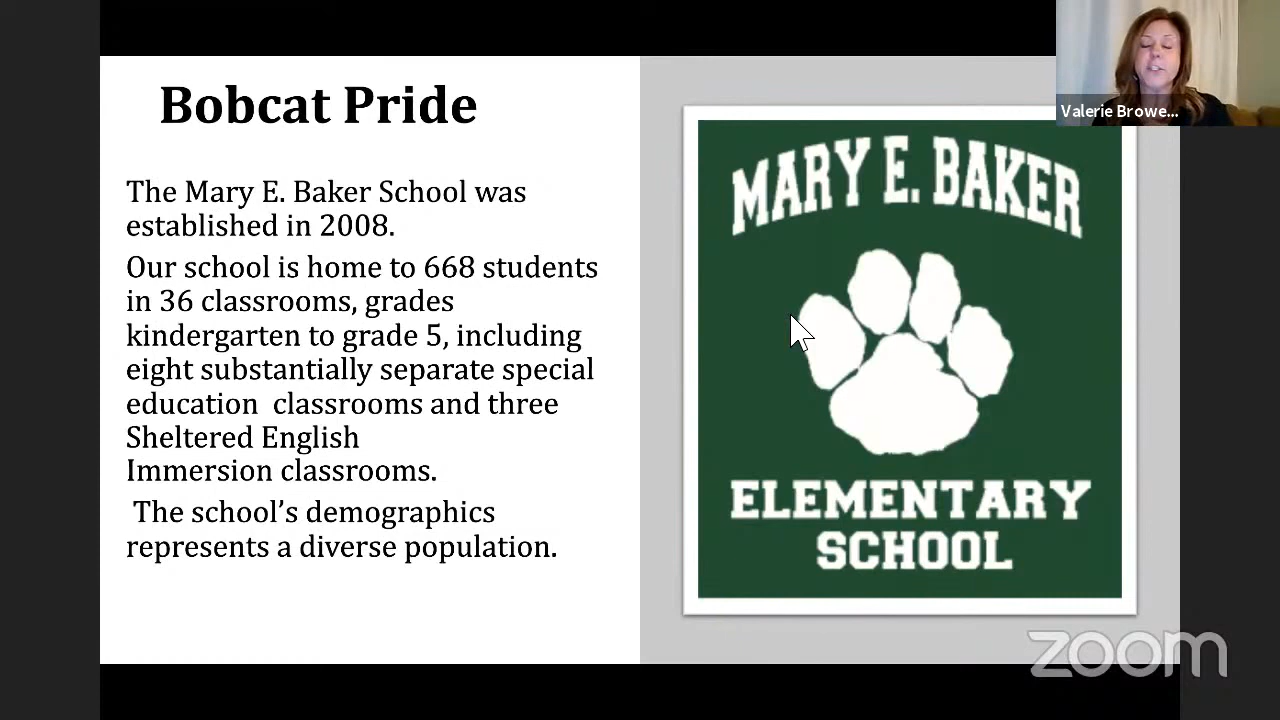 Bobcat Pride
The Mary E. Baker School was
established in 2008.
Our school is home to 668 students
in 36 classrooms, grades
kindergarten to grade 5, including
eight substantially separate special
education classrooms and three
Sheltered English
Immersion classrooms.
The school’s demographics
represents a diverse population.
MARY E. BAKER
ELEMENTARY
SCHOOL
Valerie Browe...
zoom